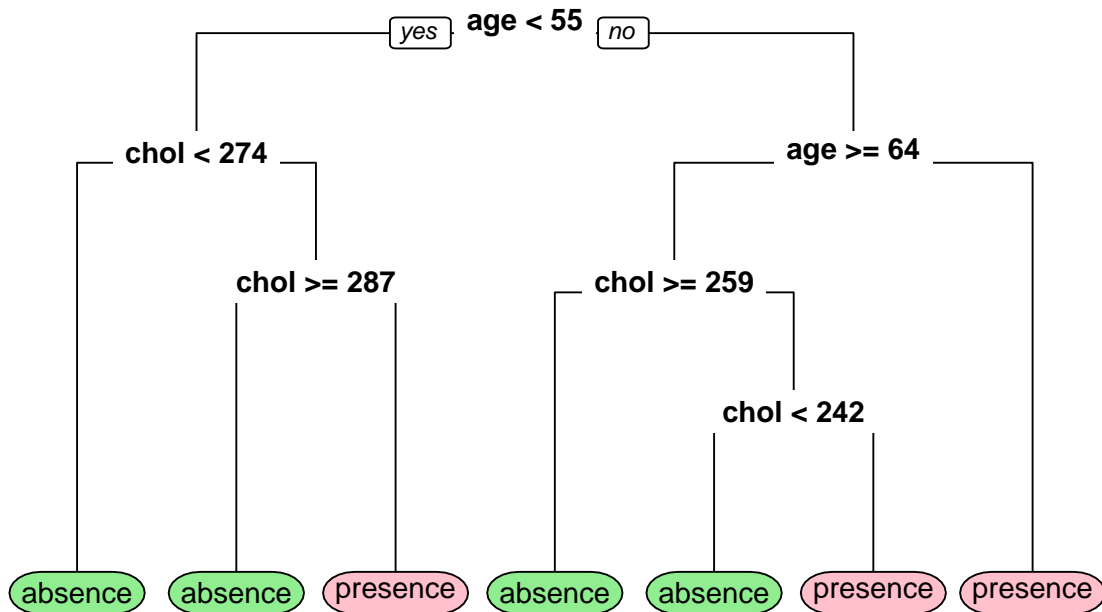 yes age < 55 no
chol < 274 age >= 64
chol >= 287 chol >= 259
chol < 242
absence absence presence absence absence presence presence